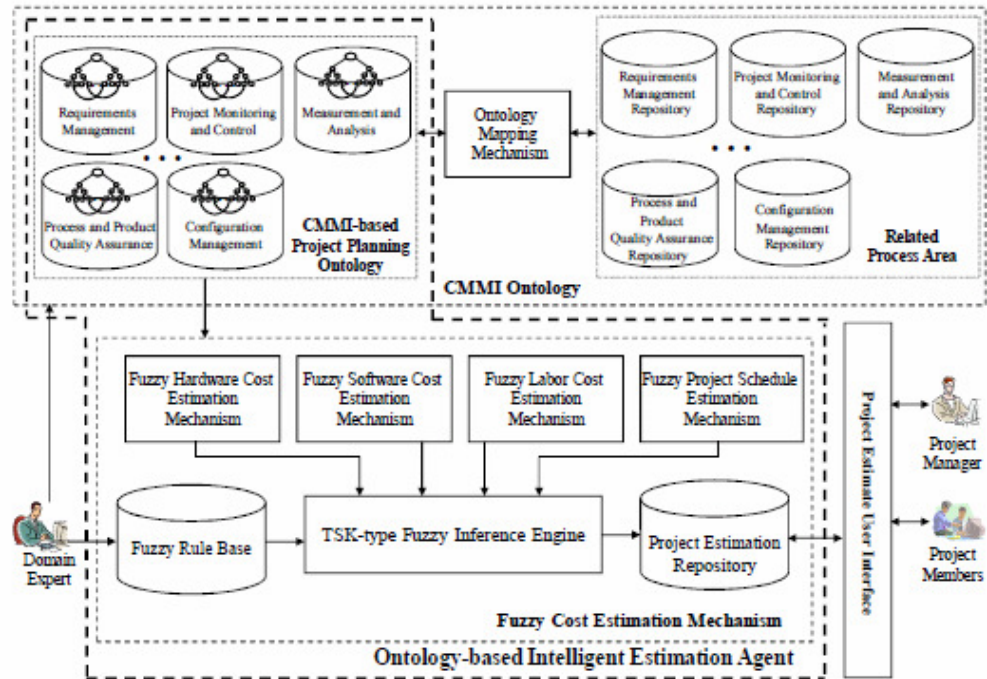 Requirements
Management
Project Monitoring
and Control
Measurement and
Analysis
Process and Product
Quality Assurance
Configuration
Management
CMMI-based
Project Planning
Ontology
Ontology
Mapping
Mechanism
Requirements
Management
Repository
Project Monitoring
and Control
Repository
Measurement
and Analysis
Repository
Process and
Product
Quality Assurance
Repository
Configuration
Management
Repository
Related
Process Area
CMMI Ontology
Fuzzy Hardware Cost
Estimation
Mechanism
Fuzzy Software Cost
Estimation
Mechanism
Fuzzy Labor Cost
Estimation
Mechanism
Fuzzy Project Schedule
Estimation
Mechanism
Domain
Expert
Fuzzy Rule Base
TSK-type Fuzzy Inference Engine
Project Estimation
Repository
Fuzzy Cost Estimation Mechanism
Ontology-based Intelligent Estimation Agent
Project Estimate User Interface
Project
Manager
Project
Members